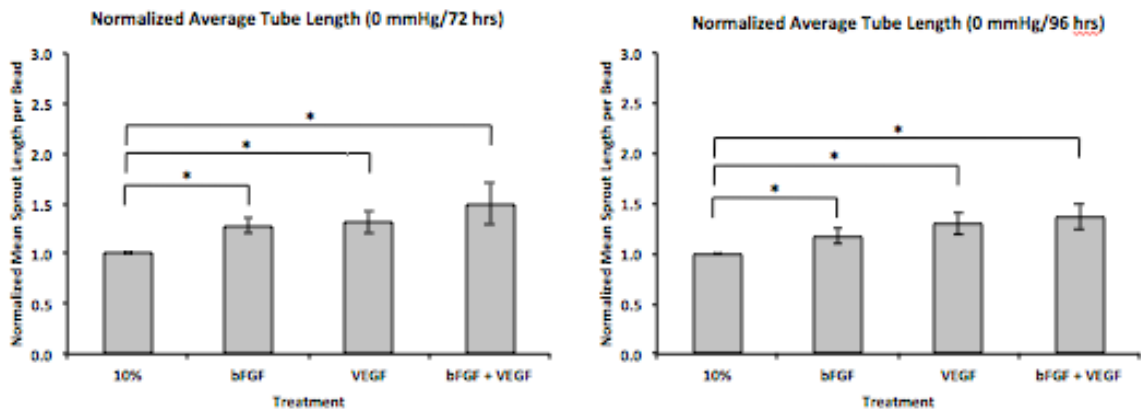 Normalized Average Tube Length (0 mmHg/72 hrs)
Normalized Mean Sprout Length per Bead
3.0
2.5
2.0
1.5
1.0
0.5
0.0
*
*
*
10%
bFGF
VEGF
bFGF + VEGF
Treatment
Normalized Average Tube Length (0 mmHg/96 hrs)
Normalized Mean Sprout Length per Bead
3.0
2.5
2.0
1.5
1.0
0.5
0.0
*
*
*
10%
bFGF
VEGF
bFGF + VEGF
Treatment